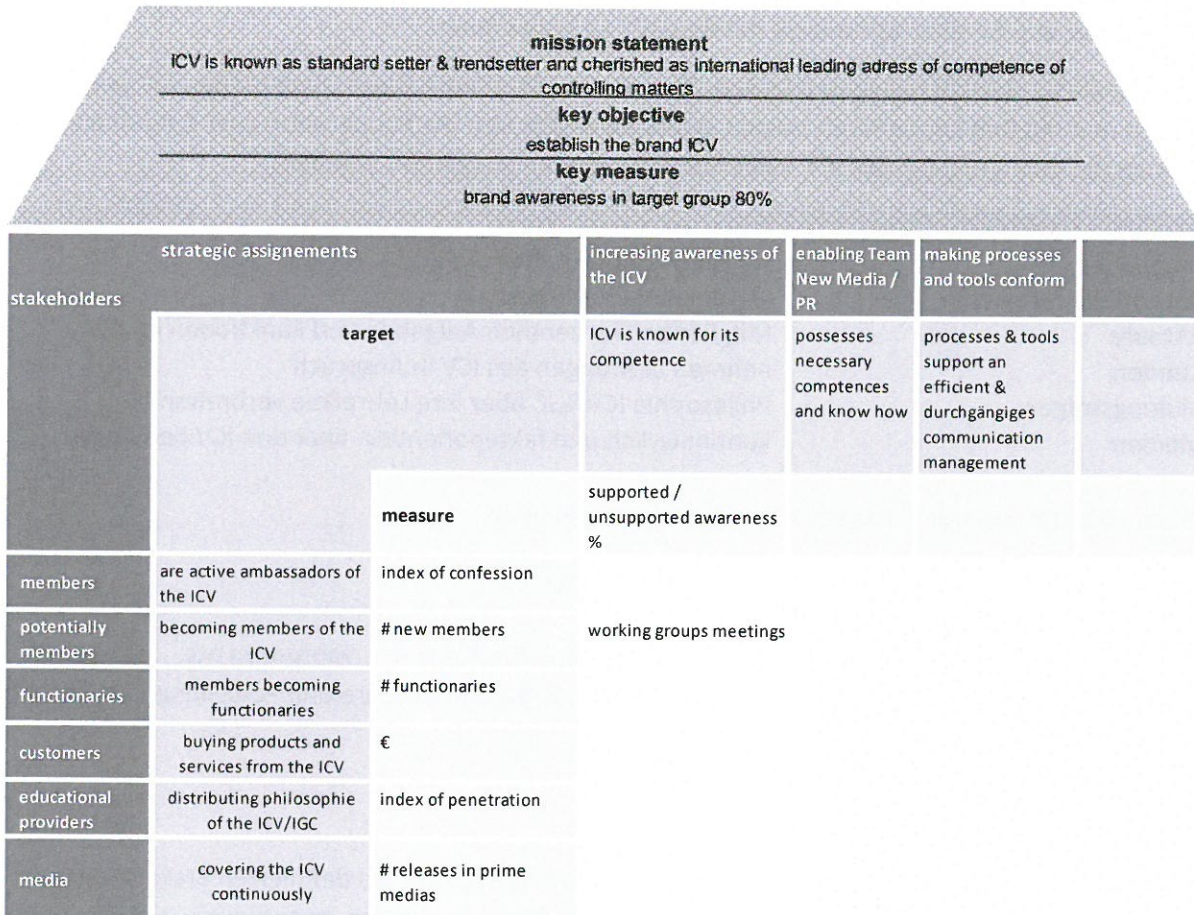 mission statement
ICV is known as standard setter & trendsetter and cherished as international leading adress of competence of
controlling matters
key objective
establish the brand ICV
key measure
brand awareness in target group 80%
strategic assignements
stakeholders
increasing awareness of
the ICV
enabling Team
New Media /
PR
making processes
and tools conform
target
ICV is known for its
competence
possesses
necessary
comptences
and know how
processes & tools
support an
efficient &
durchgängiges
communication
management
measure
supported /
unsupported awareness
%
members
are active ambassadors of
the ICV
index of confession
potentially
members
becoming members of the
ICV
# new members
working groups meetings
functionaries
members becoming
functionaries
# functionaries
customers
buying products and
services from the ICV
€
educational
providers
distributing philosophie
of the ICV/IGC
index of penetration
media
covering the ICV
continuously
# releases in prime
medias